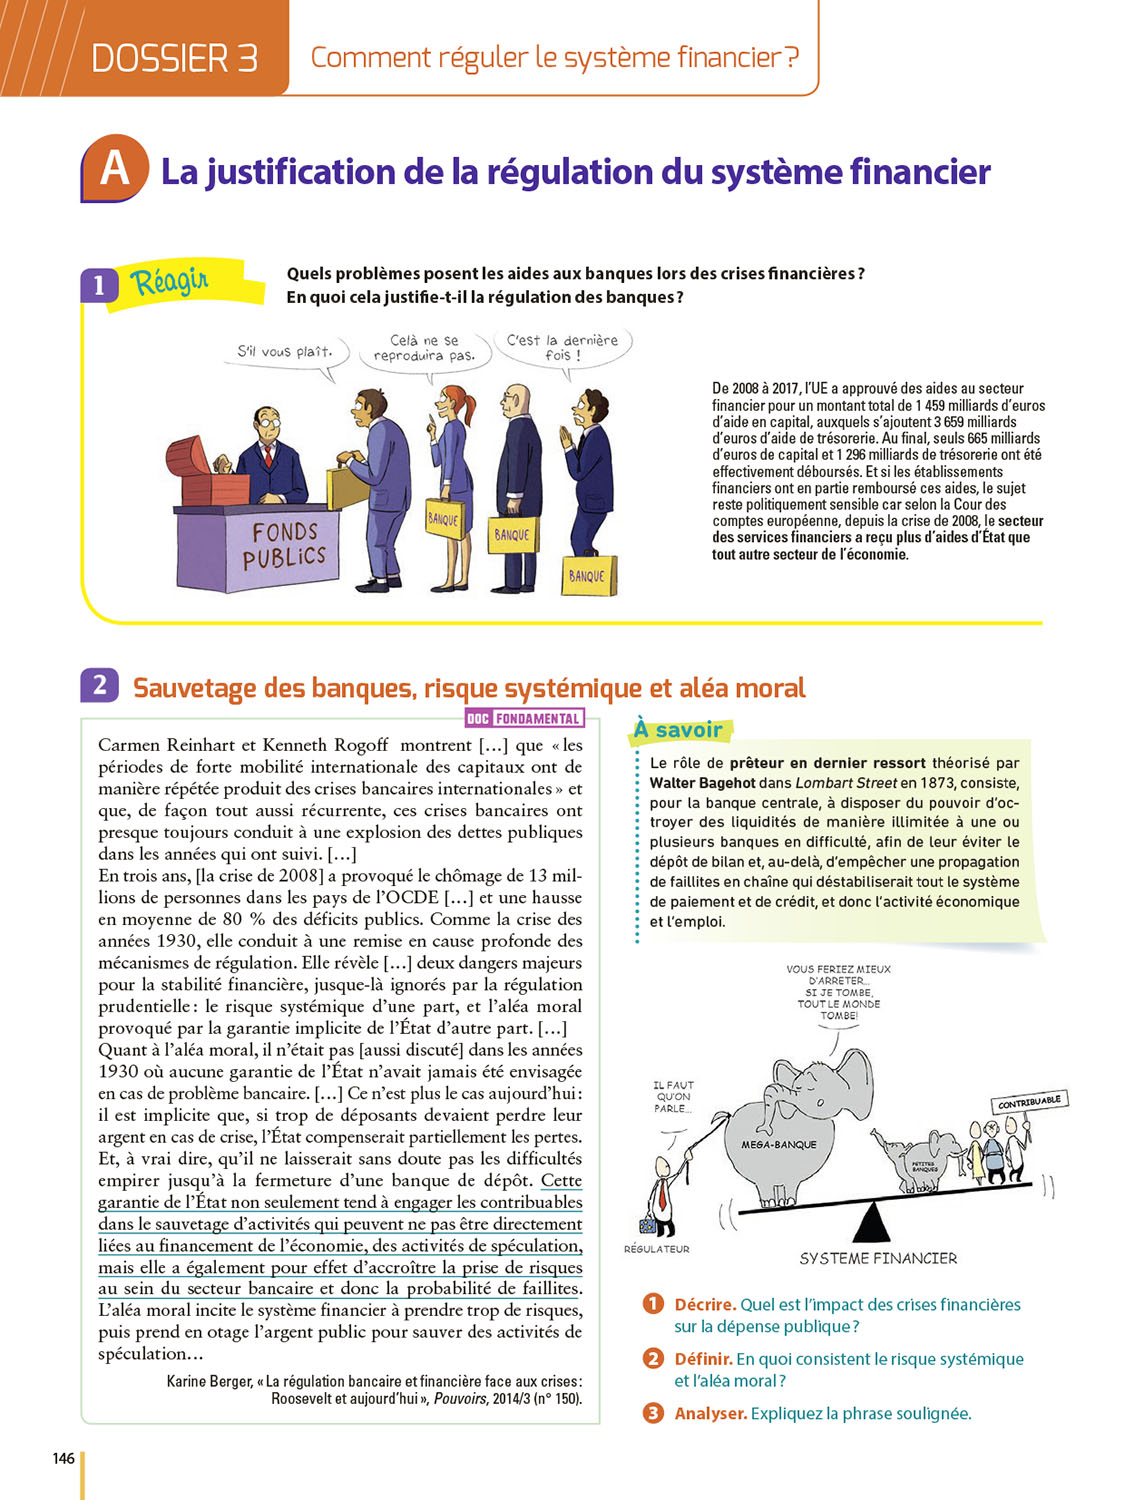 DOSSIER 3
Comment réguler le système financier ?
A
La justification de la régulation du système financier
1
Réagir
Quels problèmes posent les aides aux banques lors des crises financières ?
En quoi cela justifie-t-il la régulation des banques ?
S'il vous plaît.
Celà ne se
reproduira pas.
C'est la dernière
fois !
FONDS
PUBLiCS
BANQUE
BANQUE
BANQUE
De 2008 à 2017, l'UE a approuvé des aides au secteur
financier pour un montant total de 1 459 milliards d'euros
d'aide en capital, auxquels s'ajoutent 3 659 milliards
d'euros d'aide de trésorerie. Au final, seuls 665 milliards
d'euros de capital et 1 296 milliards de trésorerie ont été
effectivement déboursés. Et si les établissements
financiers ont en partie remboursé ces aides, le sujet
reste politiquement sensible car selon la Cour des
comptes européenne, depuis la crise de 2008, le secteur
des services financiers a reçu plus d'aides d'État que
tout autre secteur de l'économie.
2
Sauvetage des banques, risque systémique et aléa moral
DOC FONDAMENTAL
Carmen Reinhart et Kenneth Rogoff montrent […] que « les
périodes de forte mobilité internationale des capitaux ont de
manière répétée produit des crises bancaires internationales » et
que, de façon tout aussi récurrente, ces crises bancaires ont
presque toujours conduit à une explosion des dettes publiques
dans les années qui ont suivi. […]
En trois ans, [la crise de 2008] a provoqué le chômage de 13 mil-
lions de personnes dans les pays de l'OCDE […] et une hausse
en moyenne de 80 % des déficits publics. Comme la crise des
années 1930, elle conduit à une remise en cause profonde des
mécanismes de régulation. Elle révèle […] deux dangers majeurs
pour la stabilité financière, jusque-là ignorés par la régulation
prudentielle : le risque systémique d'une part, et l'aléa moral
provoqué par la garantie implicite de l'État d'autre part. […]
Quant à l'aléa moral, il n'était pas [aussi discuté] dans les années
1930 où aucune garantie de l'État n'avait jamais été envisagée
en cas de problème bancaire. […] Ce n'est plus le cas aujourd'hui :
il est implicite que, si trop de déposants devaient perdre leur
argent en cas de crise, l'État compenserait partiellement les pertes.
Et, à vrai dire, qu'il ne laisserait sans doute pas les difficultés
empirer jusqu'à la fermeture d'une banque de dépôt. Cette
garantie de l'État non seulement tend à engager les contribuables
dans le sauvetage d'activités qui peuvent ne pas être directement
liées au financement de l'économie, des activités de spéculation,
mais elle a également pour effet d'accroître la prise de risques
au sein du secteur bancaire et donc la probabilité de faillites.
L'aléa moral incite le système financier à prendre trop de risques,
puis prend en otage l'argent public pour sauver des activités de
spéculation…
Karine Berger, « La régulation bancaire et financière face aux crises :
Roosevelt et aujourd'hui », Pouvoirs, 2014/3 (n° 150).
À savoir
Le rôle de prêteur en dernier ressort théorisé par
Walter Bagehot dans Lombart Street en 1873, consiste,
pour la banque centrale, à disposer du pouvoir d'oc-
troyer des liquidités de manière illimitée à une ou
plusieurs banques en difficulté, afin de leur éviter le
dépôt de bilan et, au-delà, d'empêcher une propagation
de faillites en chaîne qui déstabiliserait tout le système
de paiement et de crédit, et donc l'activité économique
et l'emploi.
VOUS FERIEZ MIEUX
D'ARRETER...
SI JE TOMBE,
TOUT LE MONDE
TOMBE!
IL FAUT
QU'ON
PARLE...
MEGA-BANQUE
PETITES
BANQUES
CONTRIBUABLE
RÉGULATEUR
SYSTEME FINANCIER
1 Décrire. Quel est l'impact des crises financières
sur la dépense publique ?
2 Définir. En quoi consistent le risque systémique
et l'aléa moral ?
3 Analyser. Expliquez la phrase soulignée.
146